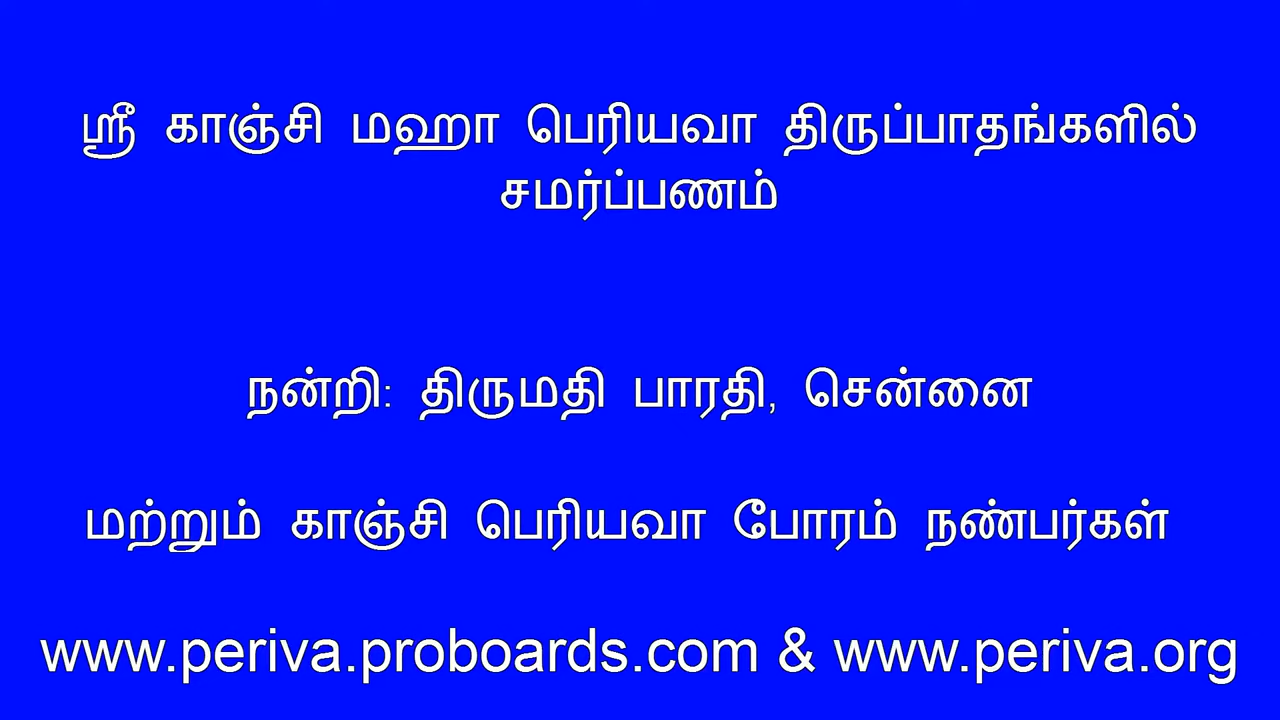 ஸ்ரீ காஞ்சி மஹா பெரியவா திருப்பாதங்களில்
சமர்ப்பணம்
நன்றி: திருமதி பாரதி, சென்னை
மற்றும் காஞ்சி பெரியவா போரம் நண்பர்கள்
www.periva.proboards.com & www.periva.org